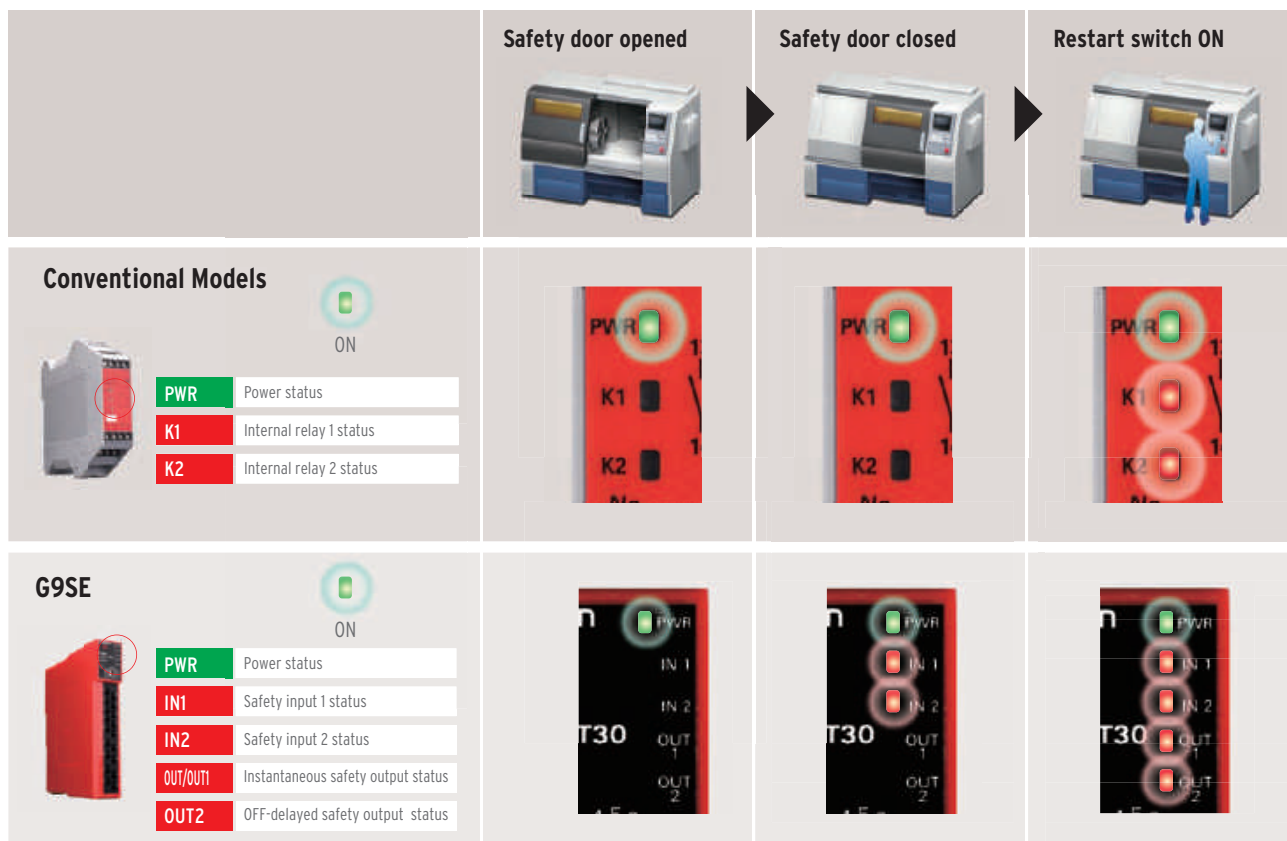 Safety door opened
Safety door closed
Restart switch ON
Conventional Models
ON
PWR Power status
K1 Internal relay 1 status
K2 Internal relay 2 status
PWR
K1
K2
PWR
K1
K2
PWR
K1
K2
G9SE
ON
PWR Power status
IN1 Safety input 1 status
IN2 Safety input 2 status
OUT/OUT1 Instantaneous safety output status
OUT2 OFF-delayed safety output status
n PWR
IN 1
IN 2
T30 OUT 1
OUT 2
PWR
IN 1
IN 2
T30 OUT 1
OUT 2
n PWR
IN 1
IN 2
T30 OUT 1
OUT 2